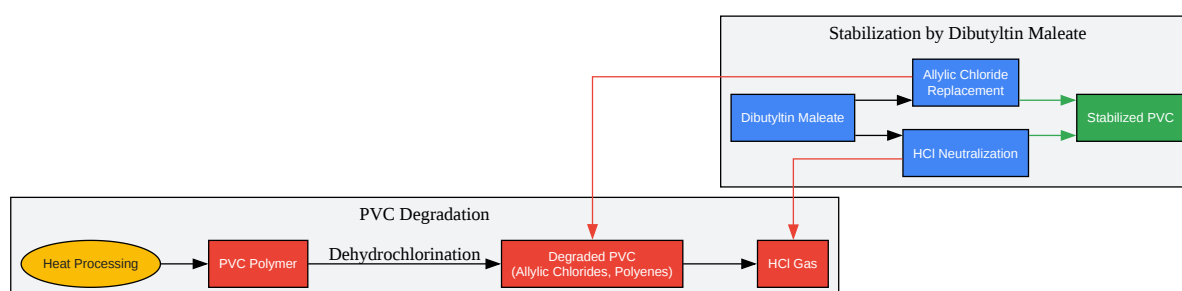 Stabilization by Dibutyltin Maleate
Allylic Chloride
Replacement
Dibutyltin Maleate
Stabilized PVC
HCl Neutralization
PVC Degradation
Heat Processing
PVC Polymer
Dehydrochlorination
Degraded PVC
(Allylic Chlorides, Polyenes)
HCl Gas